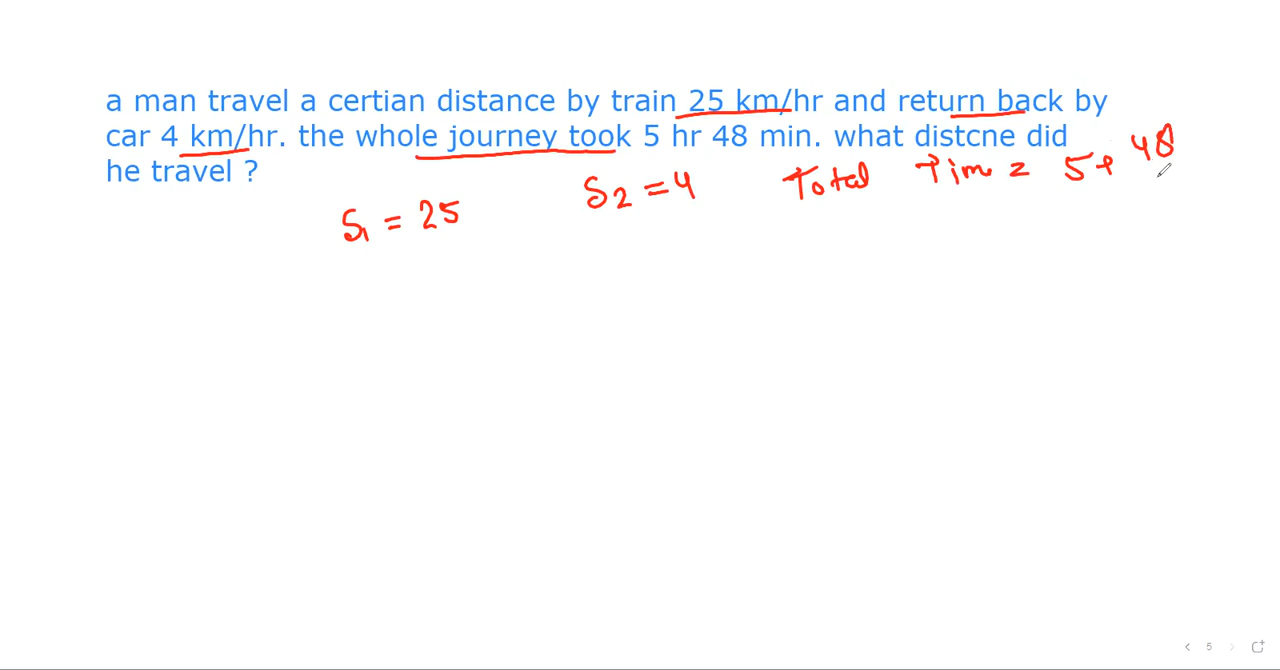 a man travel a certian distance by train 25 km/hr and return back by
car 4 km/hr. the whole journey took 5 hr 48 min. what distcne did
he travel ?
S1 = 25
S2 = 4
Total Time = 5+ 48
5